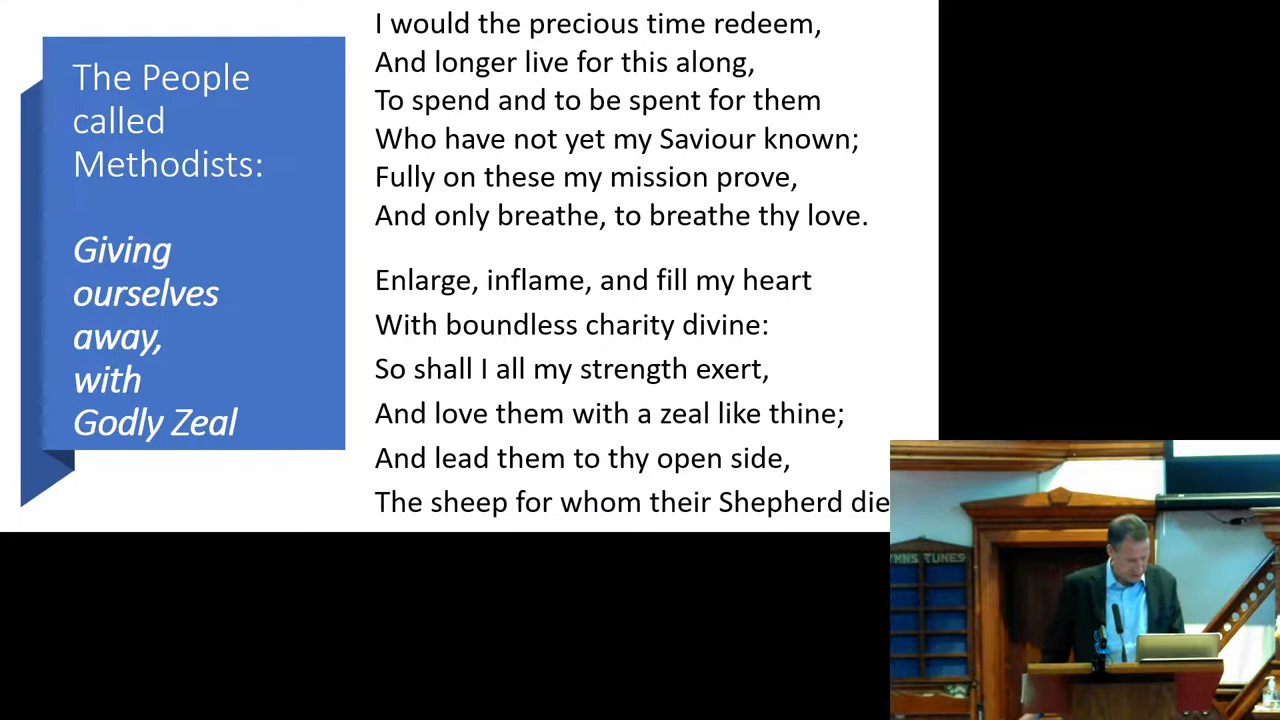 The People
called
Methodists:
Giving
ourselves
away,
with
Godly Zeal
I would the precious time redeem,
And longer live for this along,
To spend and to be spent for them
Who have not yet my Saviour known;
Fully on these my mission prove,
And only breathe, to breathe thy love.
Enlarge, inflame, and fill my heart
With boundless charity divine:
So shall I all my strength exert,
And love them with a zeal like thine;
And lead them to thy open side,
The sheep for whom their Shepherd die
YMNS TUNES